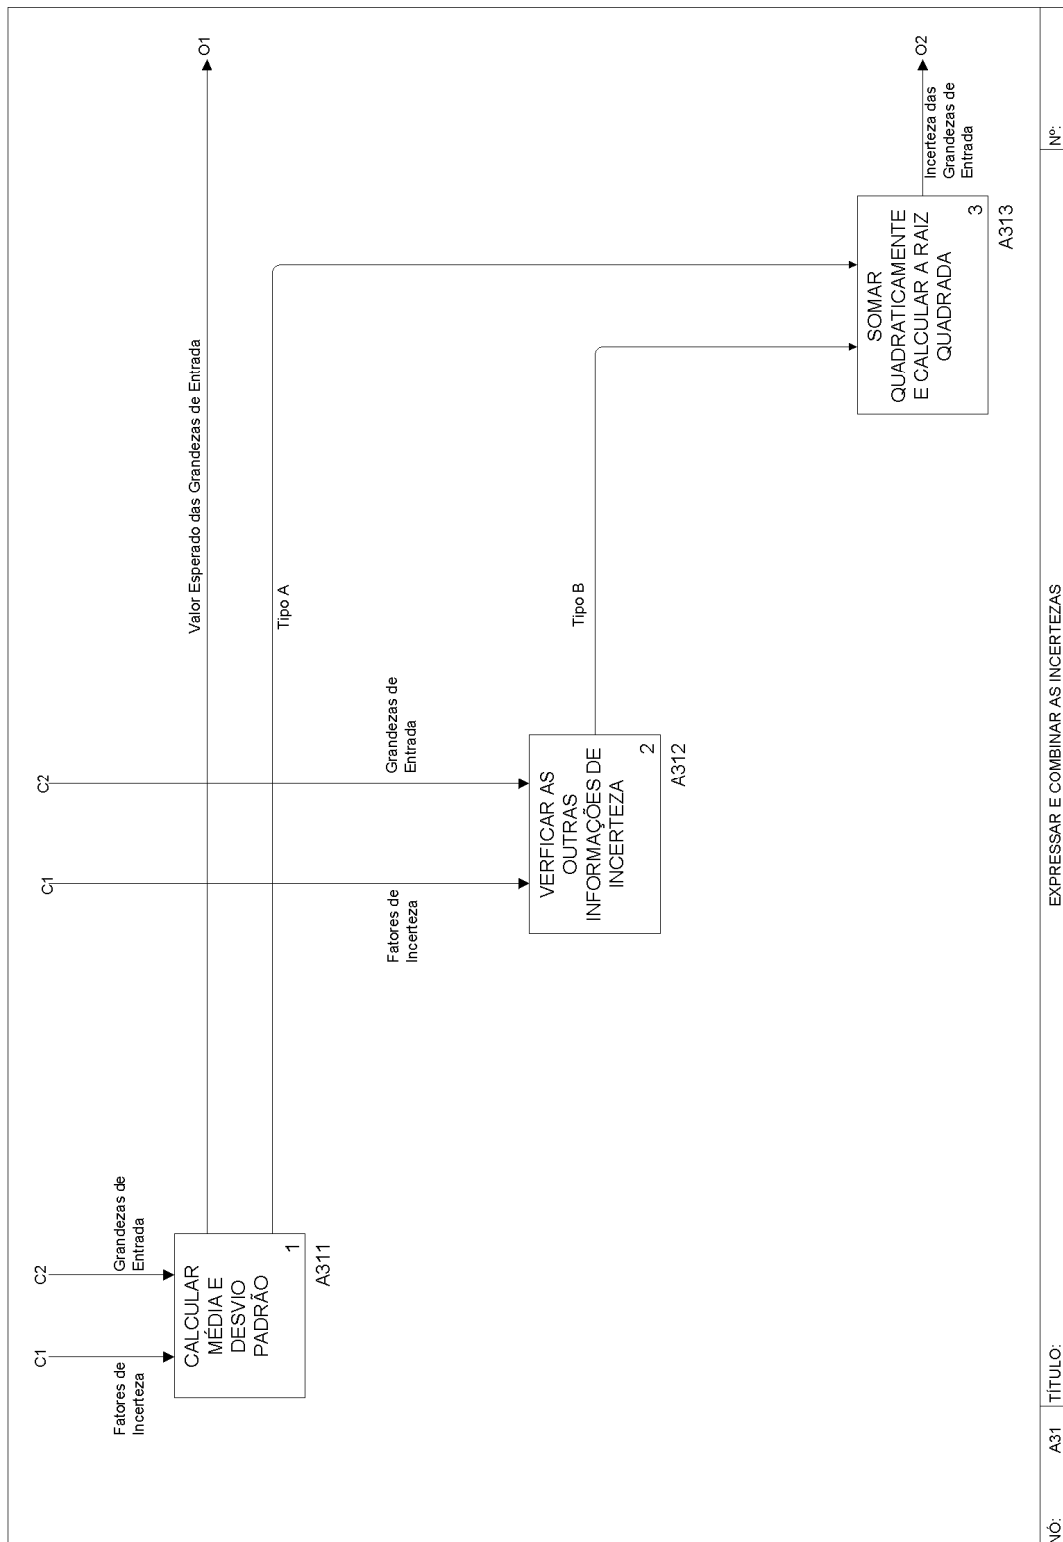 C1
C2
Fatores de
Incerteza
Grandezas de
Entrada
CALCULAR
MÉDIA E
DESVIO
PADRÃO
1
A311
Valor Esperado das Grandezas de Entrada
O1
Tipo A
C1
C2
Fatores de
Incerteza
Grandezas de
Entrada
VERFICAR AS
OUTRAS
INFORMAÇÕES DE
INCERTEZA
2
A312
Tipo B
SOMAR
QUADRATICAMENTE
E CALCULAR A RAIZ
QUADRADA
3
A313
Incerteza das
Grandezas de
Entrada
O2
NÓ: A31 TÍTULO: EXPRESSAR E COMBINAR AS INCERTEZAS Nº: